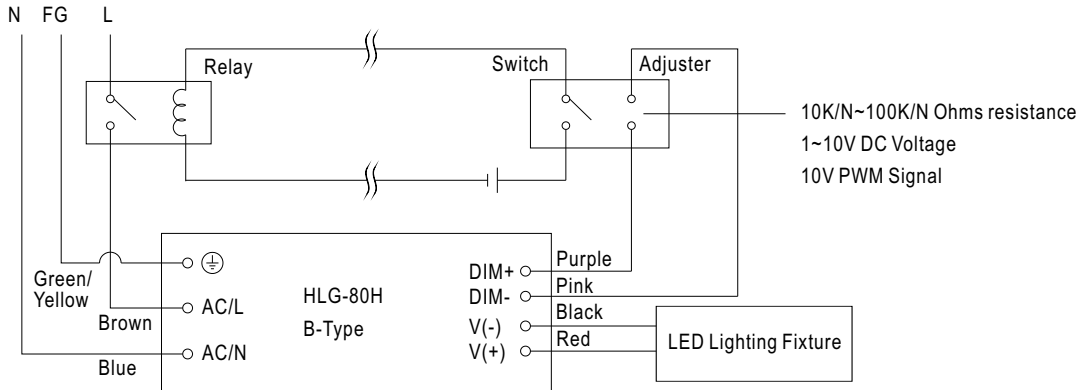 N FG L
Relay
Switch
Adjuster
10K/N~100K/N Ohms resistance
1~10V DC Voltage
10V PWM Signal
Green/
Yellow
Brown
Blue
AC/L
AC/N
HLG-80H
B-Type
DIM+
DIM-
V(-)
V(+)
Purple
Pink
Black
Red
LED Lighting Fixture